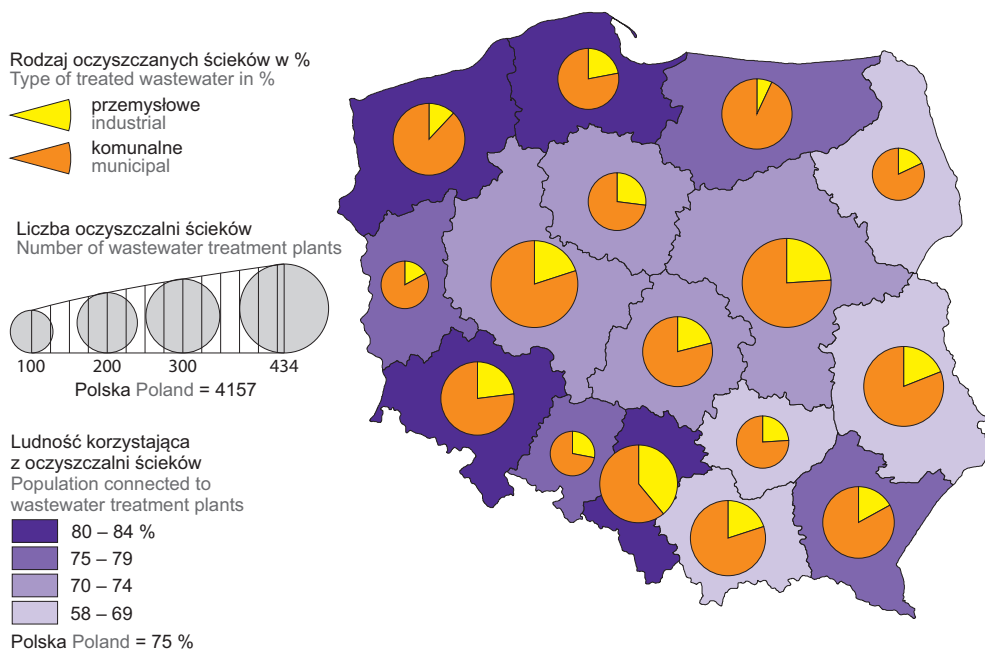 Rodzaj oczyszczanych ścieków w %
Type of treated wastewater in %
przemysłowe
industrial
komunalne
municipal
Liczba oczyszczalni ścieków
Number of wastewater treatment plants
100 200 300 434
Polska Poland = 4157
Ludność korzystająca
z oczyszczalni ścieków
Population connected to
wastewater treatment plants
80 – 84 %
75 – 79
70 – 74
58 – 69
Polska Poland = 75 %